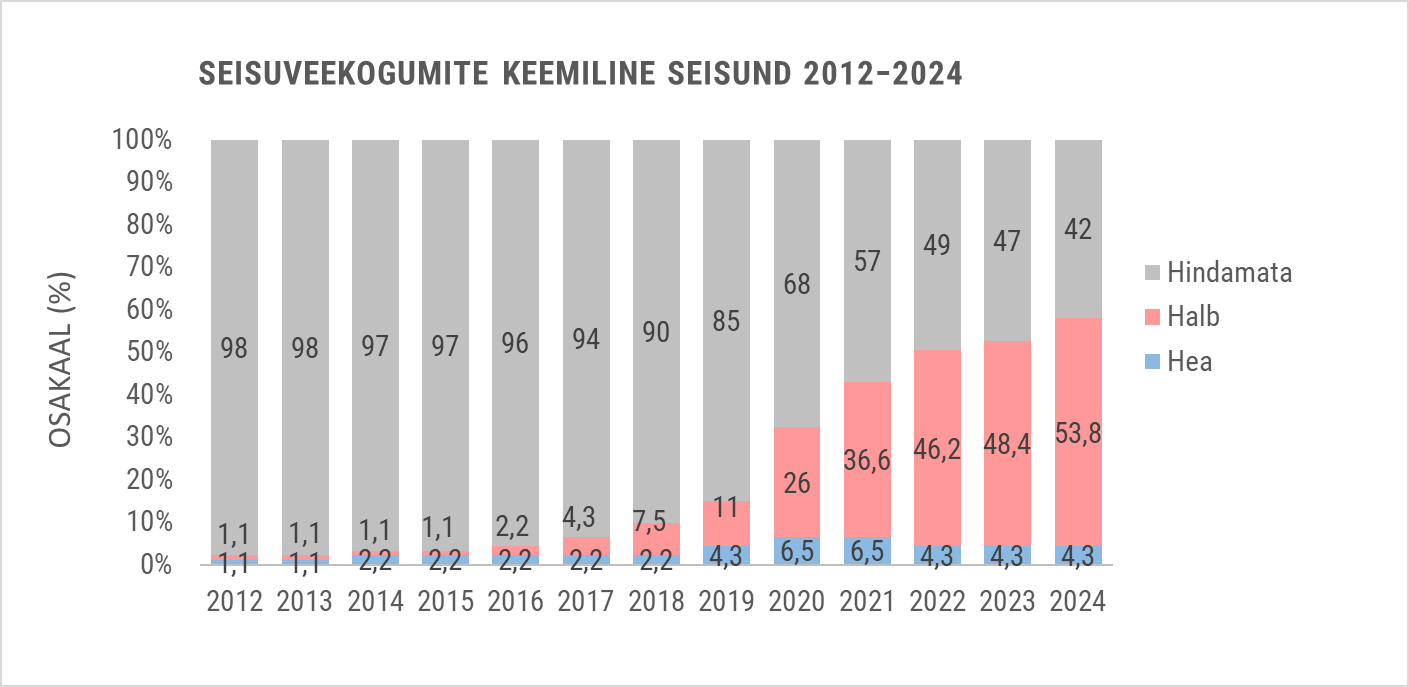 SEISUVEEKOGUMITE KEEMILINE SEISUND 2012–2024
OSAKAAL (%)
100%
90%
80%
70%
60%
50%
40%
30%
20%
10%
0%
98 98 97 97 96 94 90 85 68 57 49 47 42
1,1 1,1 1,1 1,1 2,2 4,3 7,5 11 26 36,6 46,2 48,4 53,8
1,1 1,1 2,2 2,2 2,2 2,2 2,2 4,3 6,5 6,5 4,3 4,3 4,3
2012 2013 2014 2015 2016 2017 2018 2019 2020 2021 2022 2023 2024
Hindamata
Halb
Hea